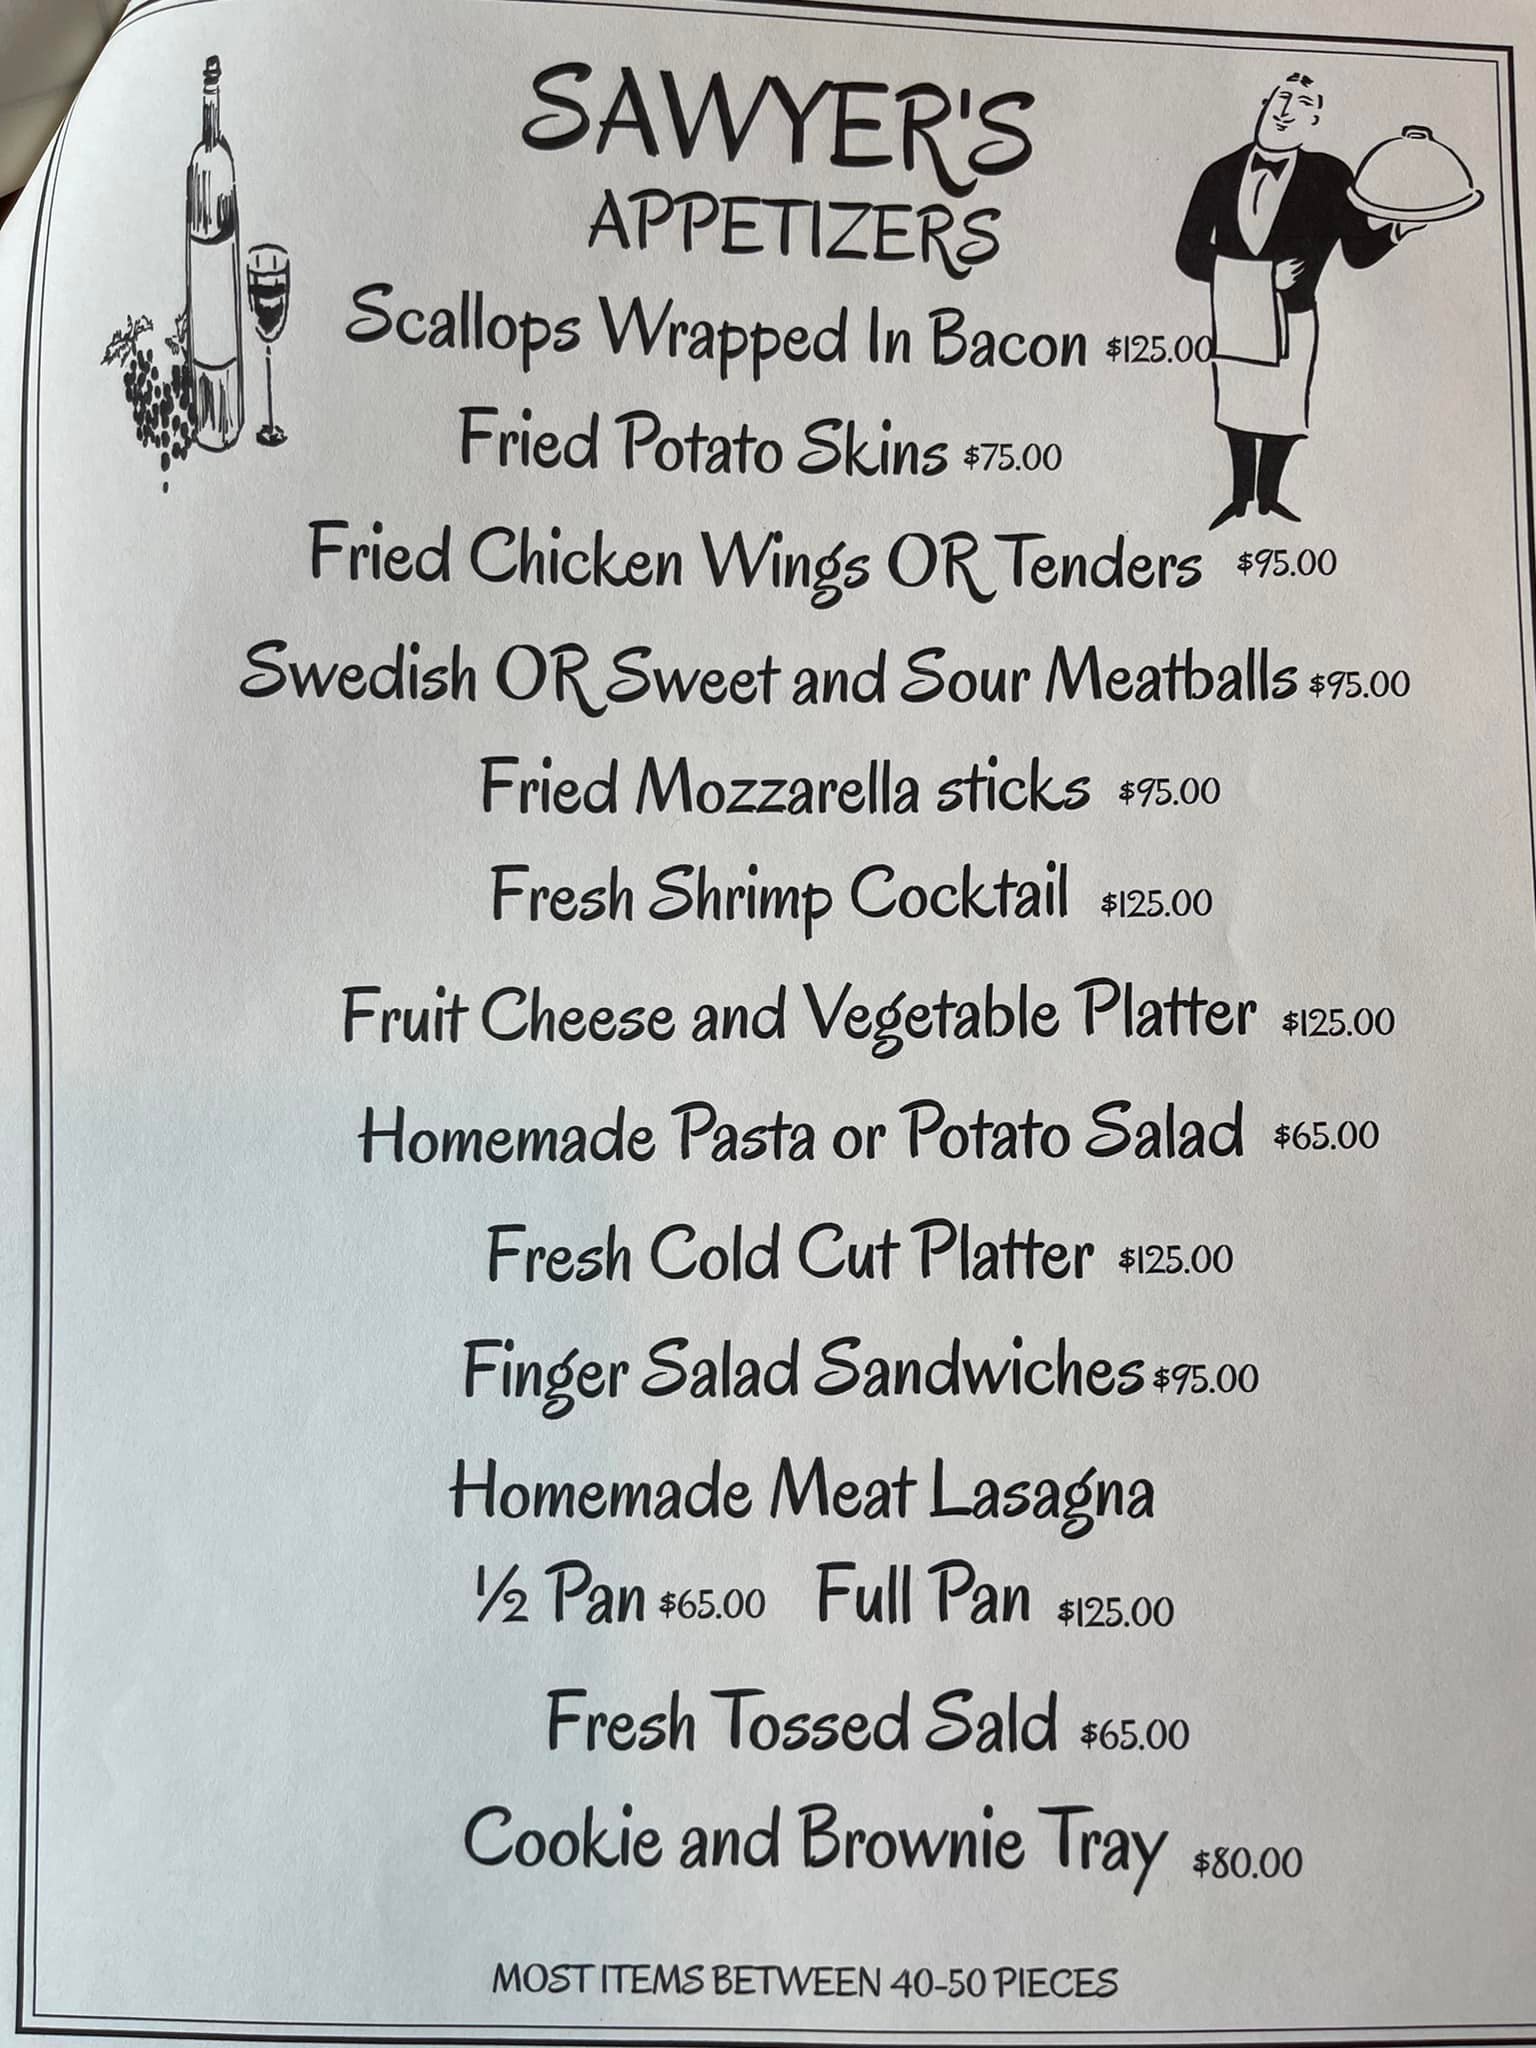 SAWYER'S
APPETIZERS
Scallops Wrapped In Bacon $125.00
Fried Potato Skins $75.00
Fried Chicken Wings OR Tenders $95.00
Swedish OR Sweet and Sour Meatballs $95.00
Fried Mozzarella sticks $95.00
Fresh Shrimp Cocktail $125.00
Fruit Cheese and Vegetable Platter $125.00
Homemade Pasta or Potato Salad $65.00
Fresh Cold Cut Platter $125.00
Finger Salad Sandwiches $95.00
Homemade Meat Lasagna
½ Pan $65.00 Full Pan $125.00
Fresh Tossed Sald $65.00
Cookie and Brownie Tray $80.00
MOST ITEMS BETWEEN 40-50 PIECES